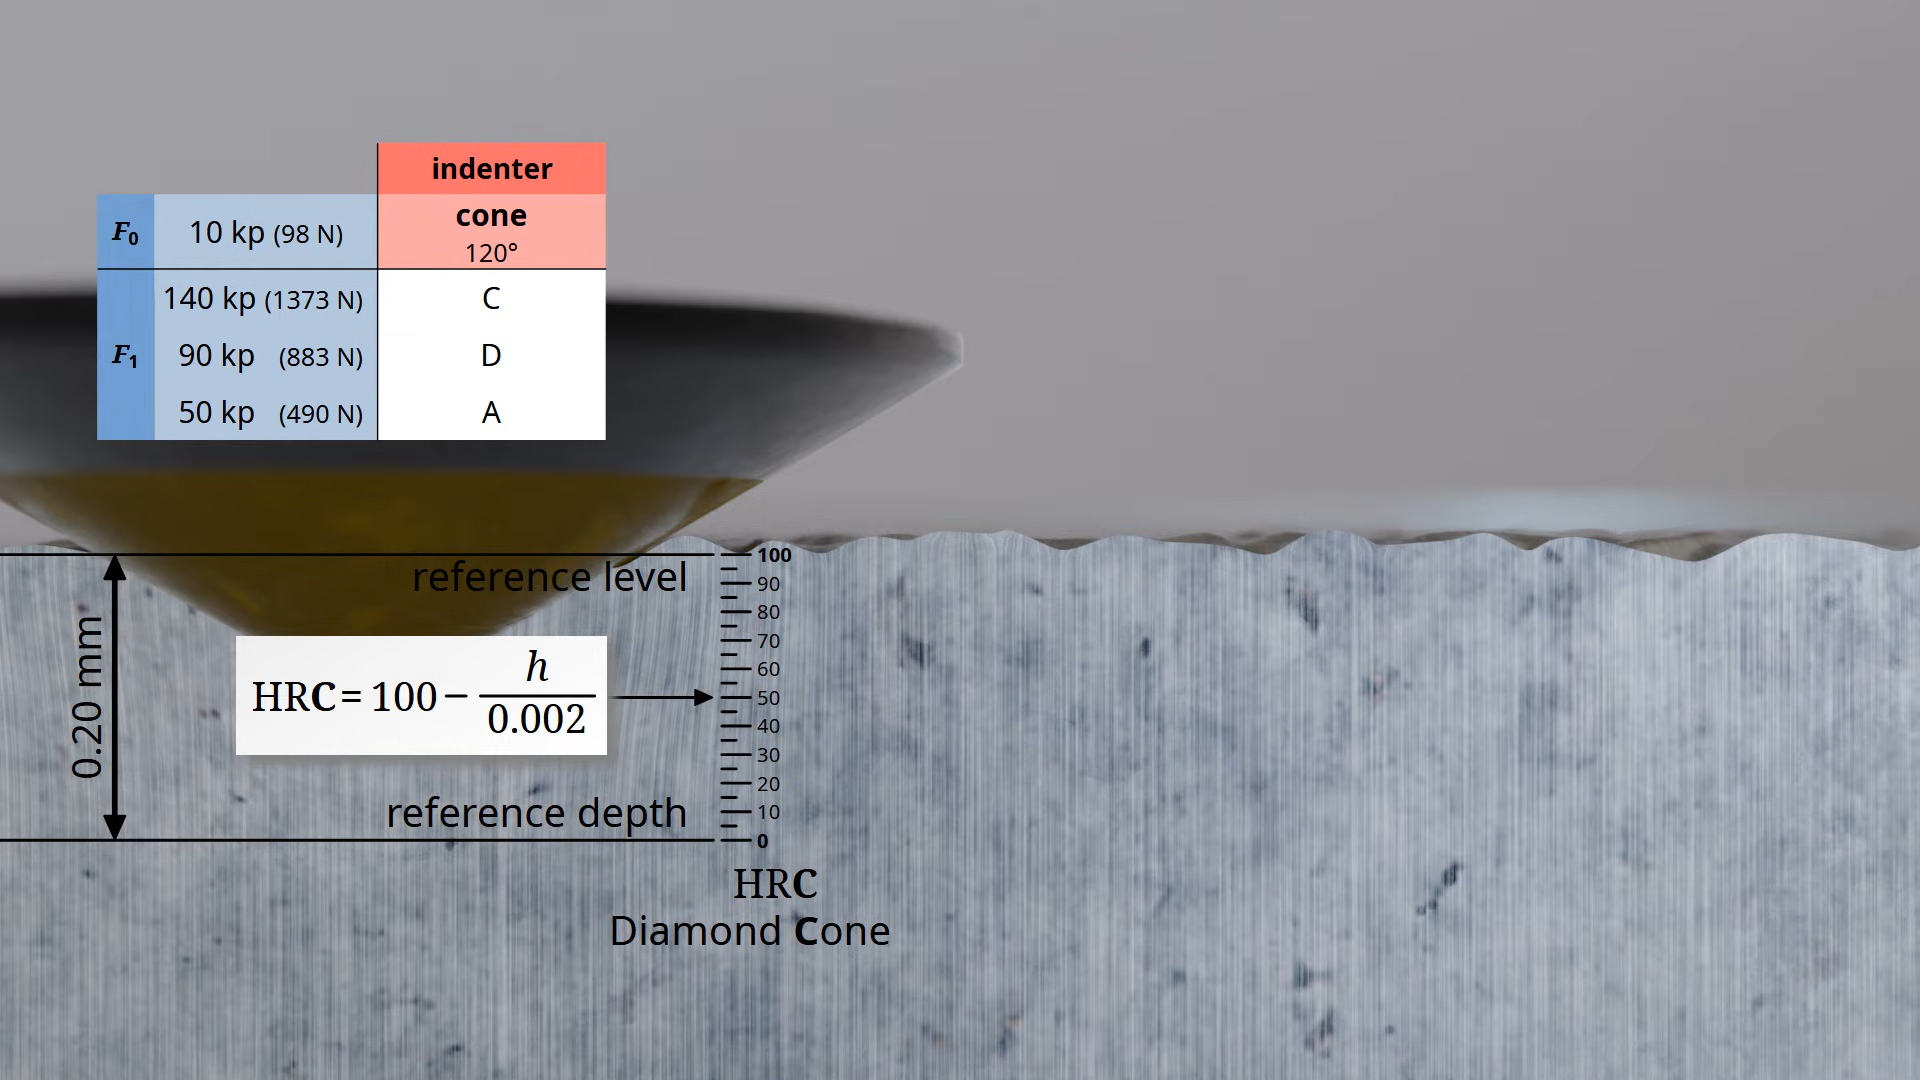 indenter
F0 10 kp (98 N) cone
120°
140 kp (1373 N) C
F1 90 kp (883 N) D
50 kp (490 N) A
reference level
0.20 mm
HRC = 100 − h / 0.002
reference depth
100
90
80
70
60
50
40
30
20
10
0
HRC
Diamond Cone